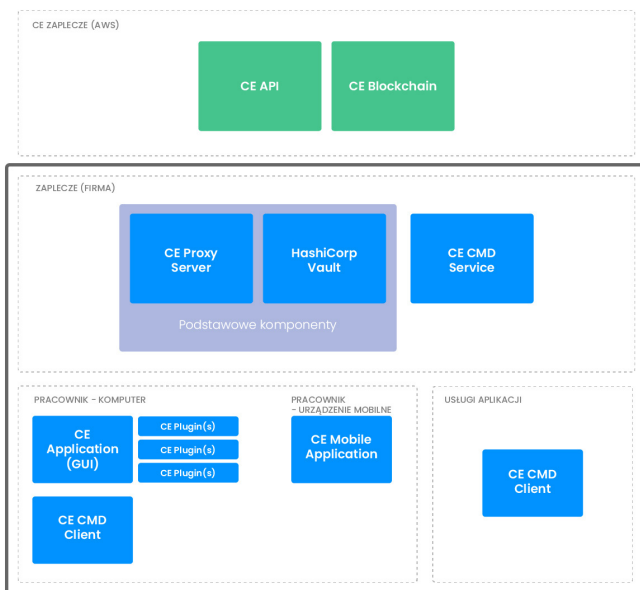 CE ZAPLECZE (AWS)
CE API
CE Blockchain
ZAPLECZE (FIRMA)
CE Proxy
Server
HashiCorp
Vault
CE CMD
Service
Podstawowe komponenty
PRACOWNIK - KOMPUTER
CE
Application
(GUI)
CE Plugin(s)
CE Plugin(s)
CE Plugin(s)
CE CMD
Client
PRACOWNIK
- URZĄDZENIE MOBILNE
CE Mobile
Application
USŁUGI APLIKACJI
CE CMD
Client